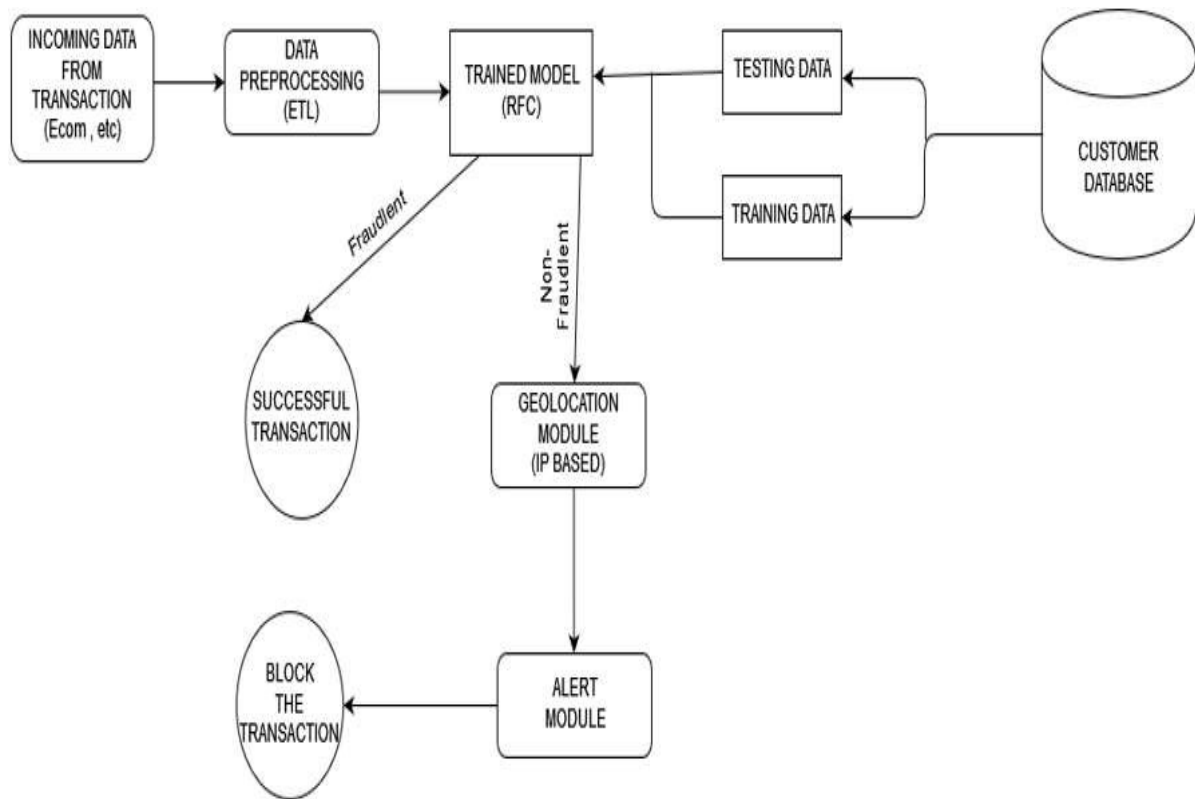 INCOMING DATA
FROM
TRANSACTION
(Ecom , etc)
DATA
PREPROCESSING
(ETL)
TRAINED MODEL
(RFC)
TESTING DATA
TRAINING DATA
CUSTOMER
DATABASE
Fraudlent
Non-
Fraudlent
SUCCESSFUL
TRANSACTION
GEOLOCATION
MODULE
(IP BASED)
BLOCK
THE
TRANSACTION
ALERT
MODULE